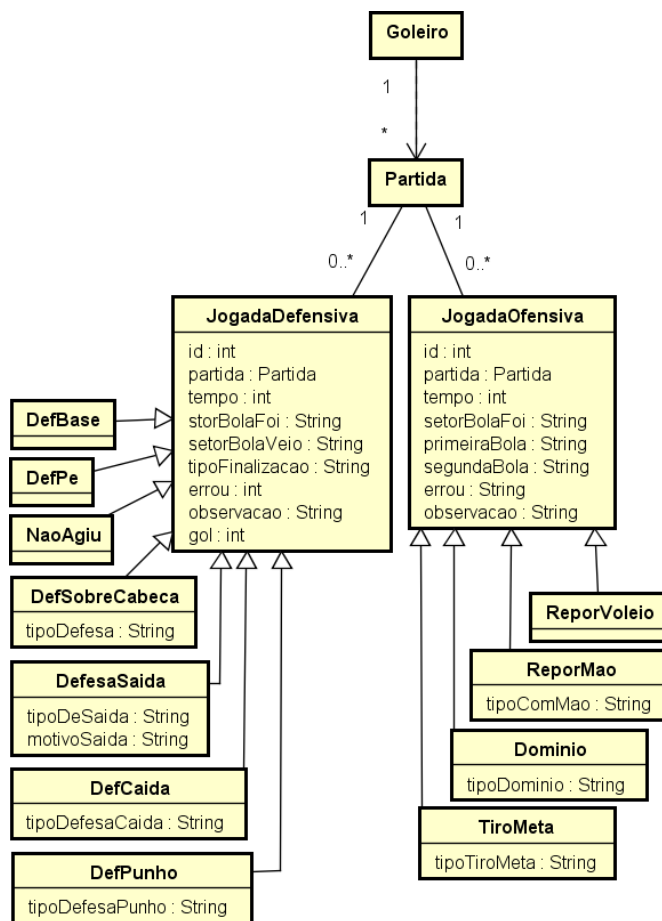 Goleiro
1
*
Partida
1
1
0..*
0..*
JogadaDefensiva
id : int
partida : Partida
tempo : int
storBolaFoi : String
setorBolaVeio : String
tipoFinalizacao : String
errou : int
observacao : String
gol : int
JogadaOfensiva
id : int
partida : Partida
tempo : int
setorBolaFoi : String
primeiraBola : String
segundaBola : String
errou : String
observacao : String
DefBase
DefPe
NaoAgiu
DefSobreCabeca
tipoDefesa : String
DefesaSaida
tipoDeSaida : String
motivoSaida : String
DefCaida
tipoDefesaCaida : String
DefPunho
tipoDefesaPunho : String
ReporVoleio
ReporMao
tipoComMao : String
Dominio
tipoDominio : String
TiroMeta
tipoTiroMeta : String